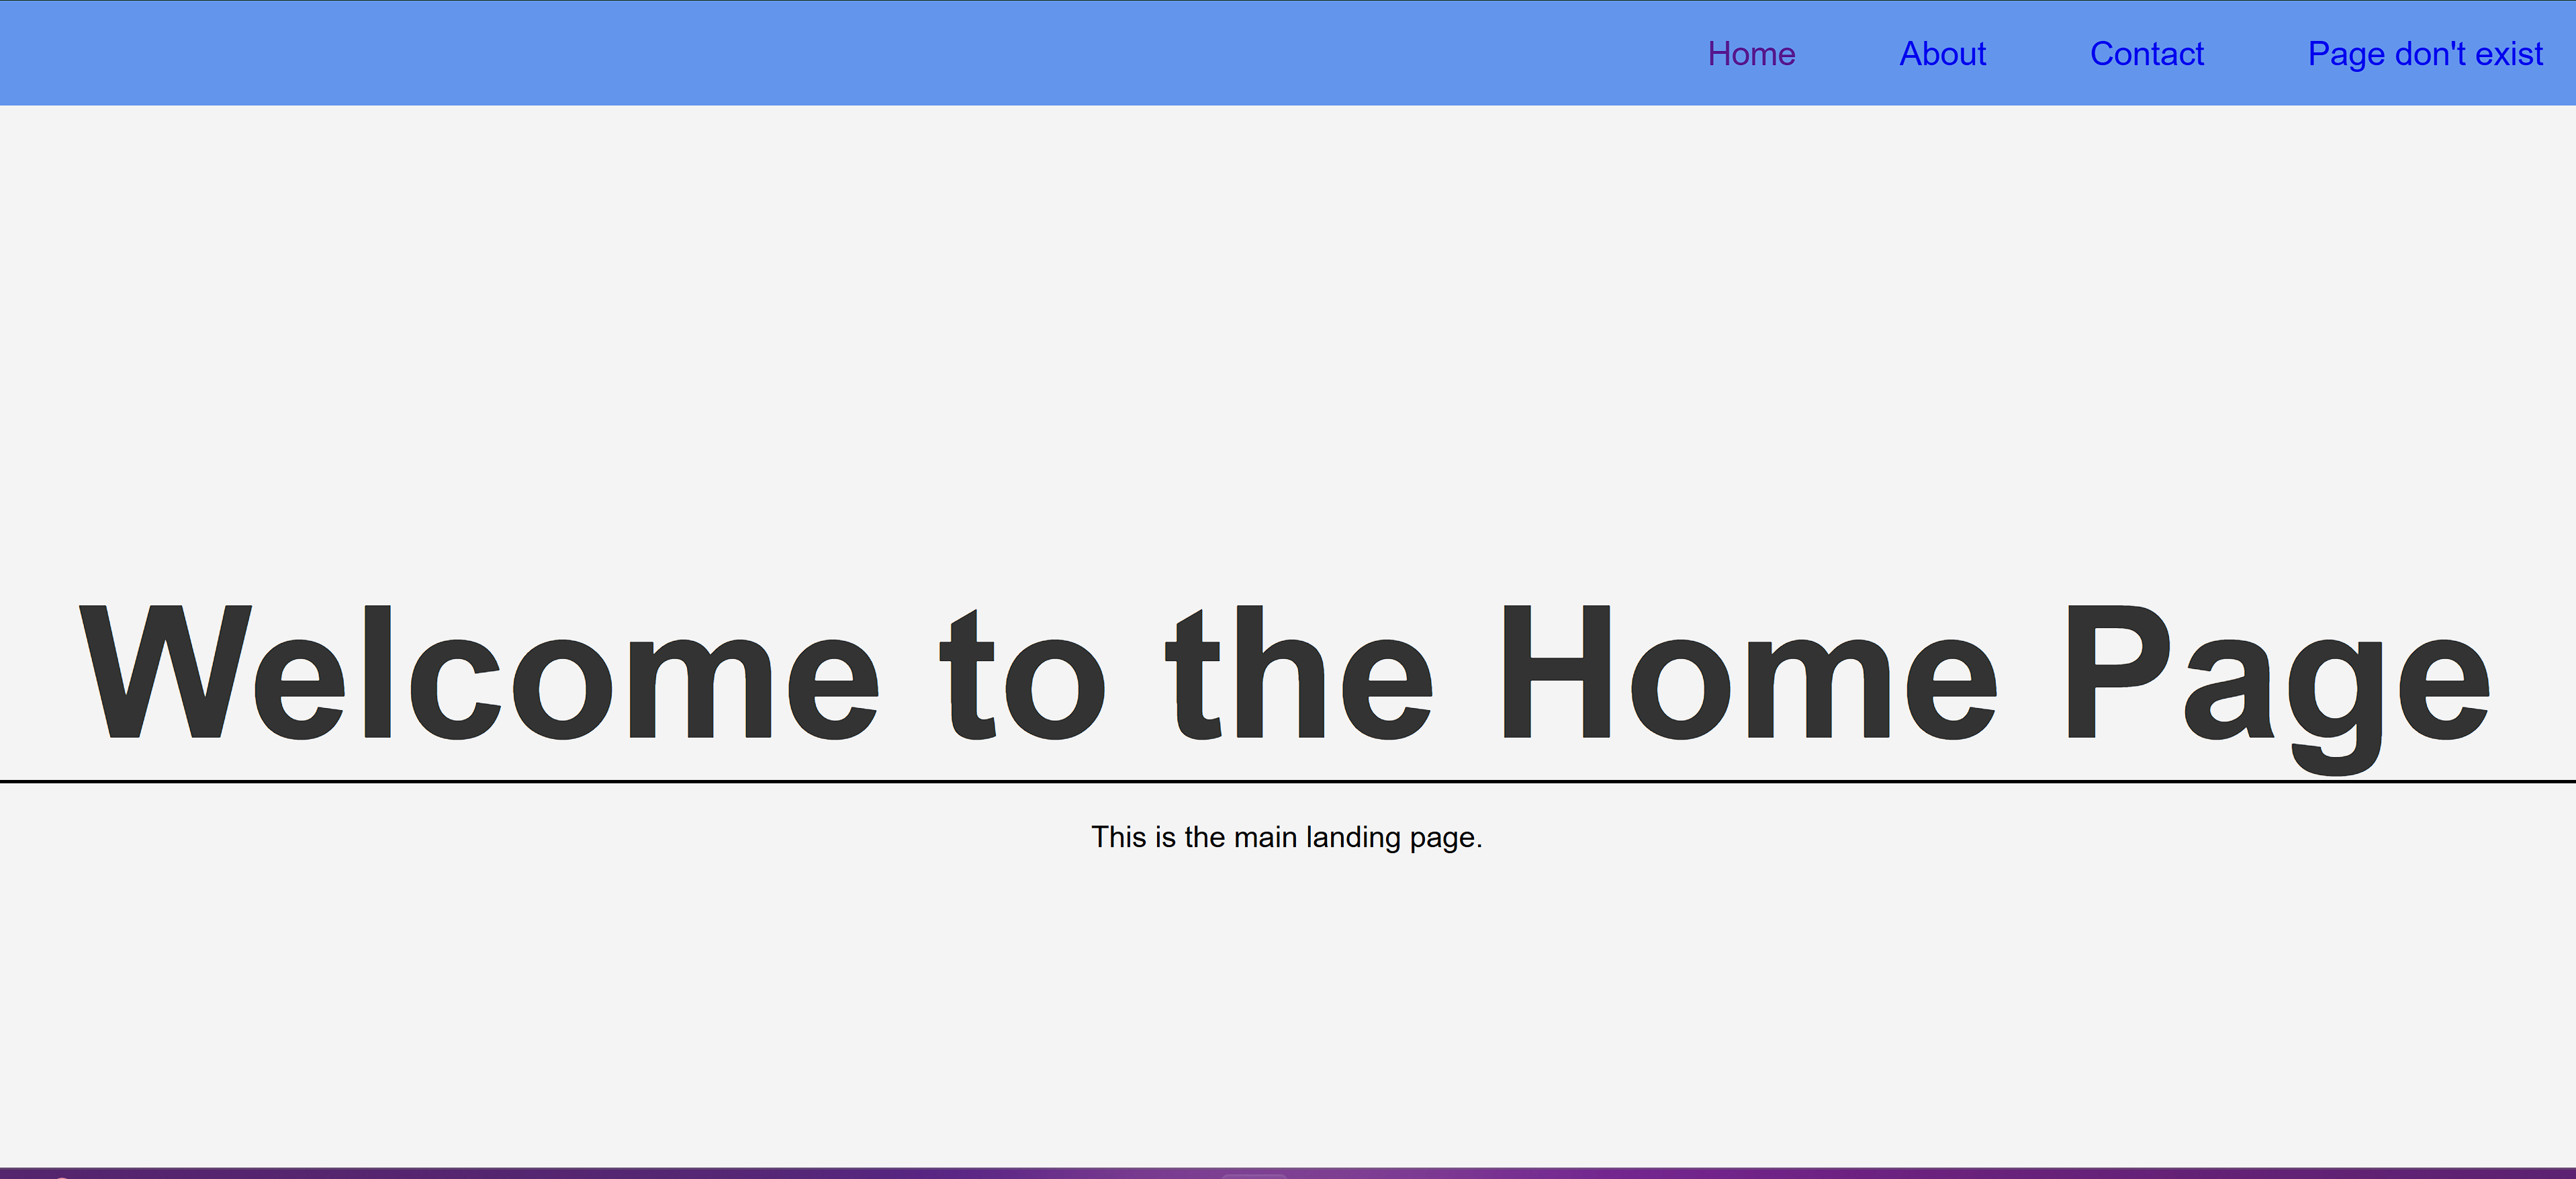 Home About Contact Page don't exist
Welcome to the Home Page
This is the main landing page.